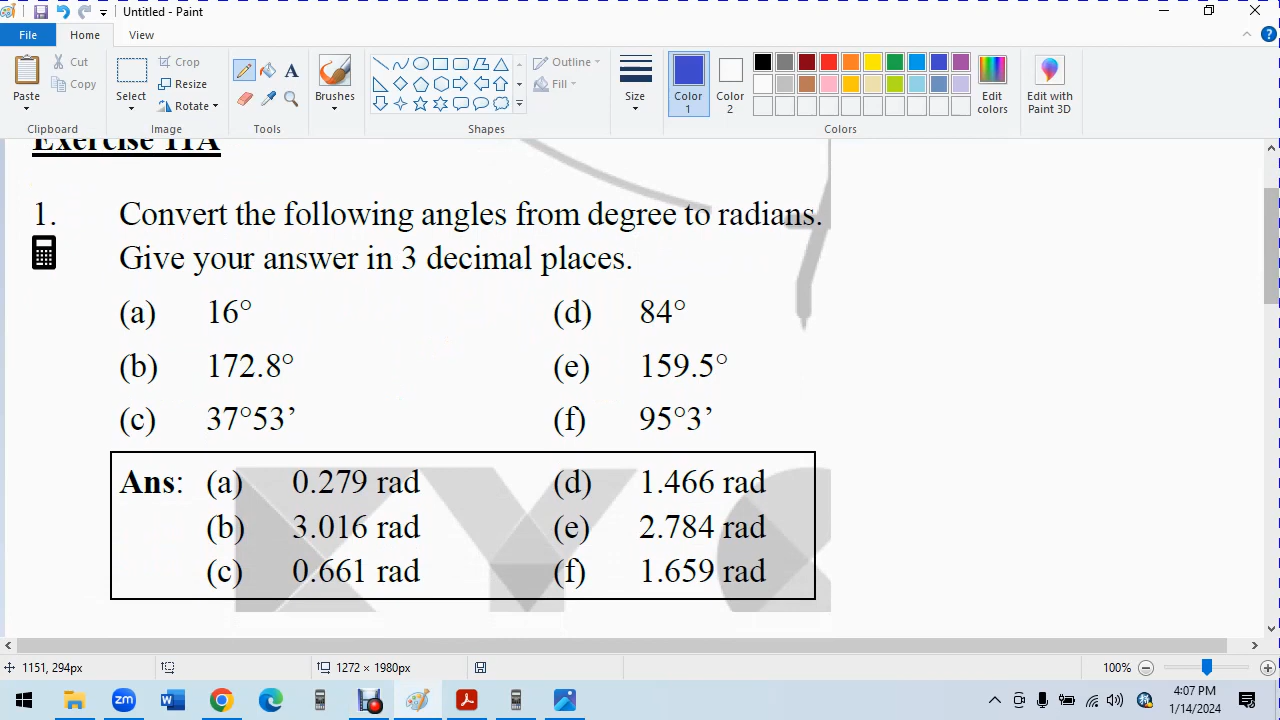 Untitled - Paint
File Home View
Paste
Cut
Copy
Clipboard
Select
Crop
Resize
Rotate
Image
A
Tools
Brushes
Shapes
Outline
Fill
Size
Color 1
Color 2
Edit colors
Colors
Edit with Paint 3D
Exercise 11A
1. Convert the following angles from degree to radians.
Give your answer in 3 decimal places.
(a) 16° (d) 84°
(b) 172.8° (e) 159.5°
(c) 37°53’ (f) 95°3’
Ans: (a) 0.279 rad (d) 1.466 rad
(b) 3.016 rad (e) 2.784 rad
(c) 0.661 rad (f) 1.659 rad
KYC
1151, 294px 1272 × 1980px 100%
zm
W
4:07 PM
1/14/2024